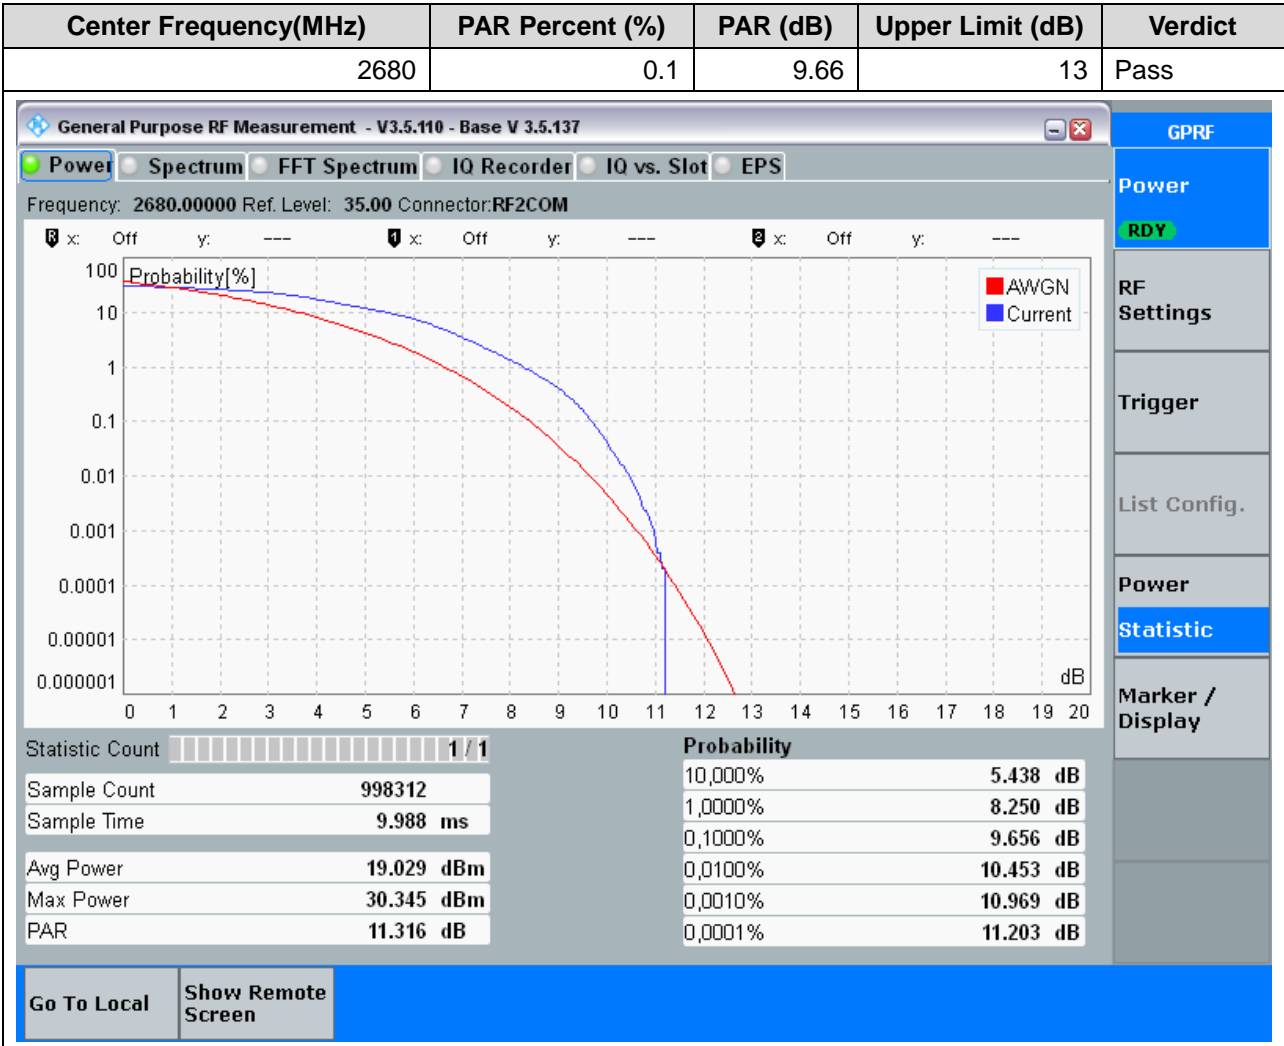 Center Frequency(MHz) PAR Percent (%) PAR (dB) Upper Limit (dB) Verdict
2680 0.1 9.66 13 Pass
General Purpose RF Measurement - V3.5.110 - Base V 3.5.137
GPRF
Power Spectrum FFT Spectrum IQ Recorder IQ vs. Slot EPS
Frequency: 2680.00000 Ref. Level: 35.00 Connector:RF2COM
R x: Off y: --- 1 x: Off y: --- 2 x: Off y: ---
Power
RDY
RF
Settings
Trigger
List Config.
Power
Statistic
Marker /
Display
Probability[%]
AWGN
Current
100
10
1
0.1
0.01
0.001
0.0001
0.00001
0.000001
dB
0 1 2 3 4 5 6 7 8 9 10 11 12 13 14 15 16 17 18 19 20
Statistic Count 1 / 1
Sample Count 998312
Sample Time 9.988 ms
Avg Power 19.029 dBm
Max Power 30.345 dBm
PAR 11.316 dB
Probability
10,000% 5.438 dB
1,0000% 8.250 dB
0,1000% 9.656 dB
0,0100% 10.453 dB
0,0010% 10.969 dB
0,0001% 11.203 dB
Go To Local
Show Remote
Screen